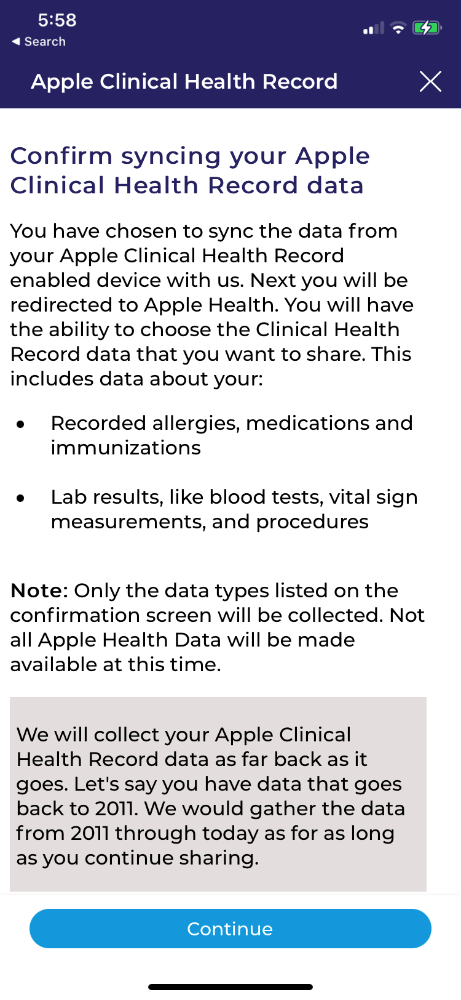 5:58
◀ Search
Apple Clinical Health Record
Confirm syncing your Apple
Clinical Health Record data
You have chosen to sync the data from
your Apple Clinical Health Record
enabled device with us. Next you will be
redirected to Apple Health. You will have
the ability to choose the Clinical Health
Record data that you want to share. This
includes data about your:
• Recorded allergies, medications and
immunizations
• Lab results, like blood tests, vital sign
measurements, and procedures
Note: Only the data types listed on the
confirmation screen will be collected. Not
all Apple Health Data will be made
available at this time.
We will collect your Apple Clinical
Health Record data as far back as it
goes. Let's say you have data that goes
back to 2011. We would gather the data
from 2011 through today as for as long
as you continue sharing.
Continue